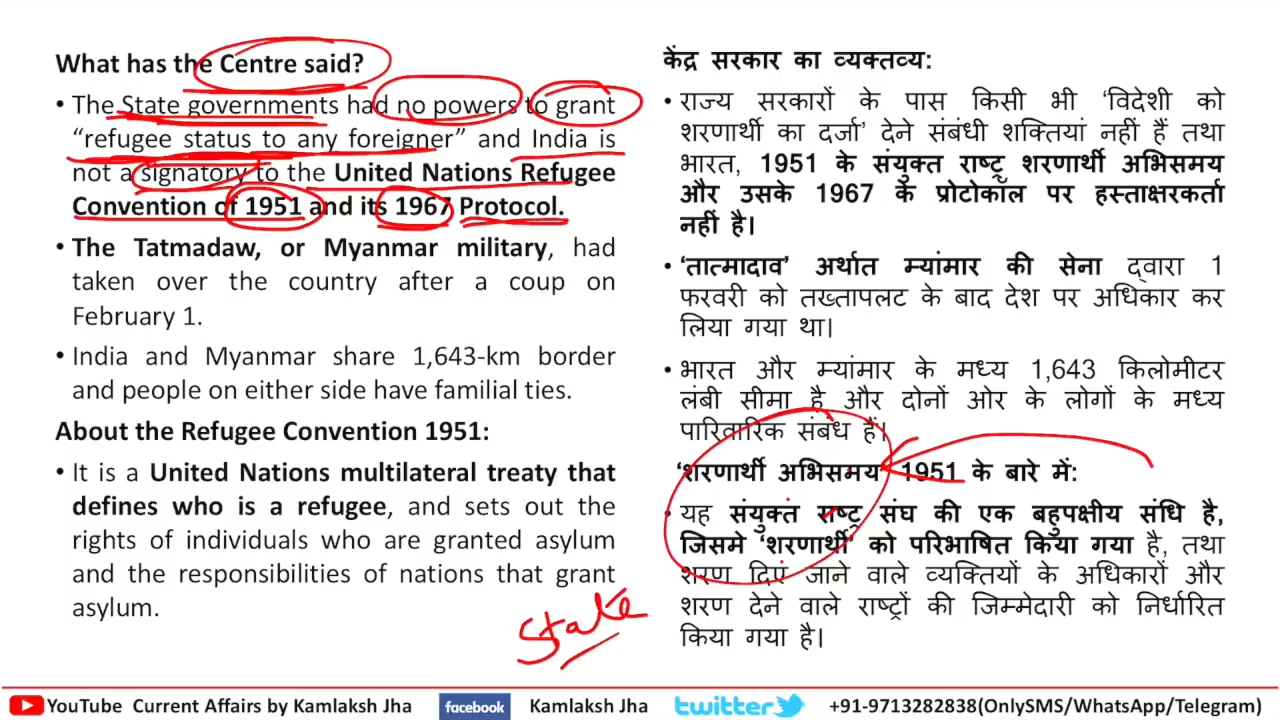 What has the Centre said?
• The State governments had no powers to grant
“refugee status to any foreigner” and India is
not a signatory to the United Nations Refugee
Convention of 1951 and its 1967 Protocol.
• The Tatmadaw, or Myanmar military, had
taken over the country after a coup on
February 1.
• India and Myanmar share 1,643-km border
and people on either side have familial ties.
About the Refugee Convention 1951:
• It is a United Nations multilateral treaty that
defines who is a refugee, and sets out the
rights of individuals who are granted asylum
and the responsibilities of nations that grant
asylum.
State
केंद्र सरकार का व्यक्तव्य:
• राज्य सरकारों के पास किसी भी ‘विदेशी को
शरणार्थी का दर्जा’ देने संबंधी शक्तियां नहीं हैं तथा
भारत, 1951 के संयुक्त राष्ट्र शरणार्थी अभिसमय
और उसके 1967 के प्रोटोकॉल पर हस्ताक्षरकर्ता
नहीं है।
• ‘तात्मादाव’ अर्थात म्यांमार की सेना द्वारा 1
फरवरी को तख्तापलट के बाद देश पर अधिकार कर
लिया गया था।
• भारत और म्यांमार के मध्य 1,643 किलोमीटर
लंबी सीमा है और दोनों ओर के लोगों के मध्य
पारिवारिक संबंध हैं।
‘शरणार्थी अभिसमय’ 1951 के बारे में:
• यह संयुक्त राष्ट्र संघ की एक बहुपक्षीय संधि है,
जिसमे ‘शरणार्थी’ को परिभाषित किया गया है, तथा
शरण दिएं जाने वाले व्यक्तियों के अधिकारों और
शरण देने वाले राष्ट्रों की जिम्मेदारी को निर्धारित
किया गया है।
YouTube Current Affairs by Kamlaksh Jha facebook Kamlaksh Jha twitter +91-9713282838(OnlySMS/WhatsApp/Telegram)